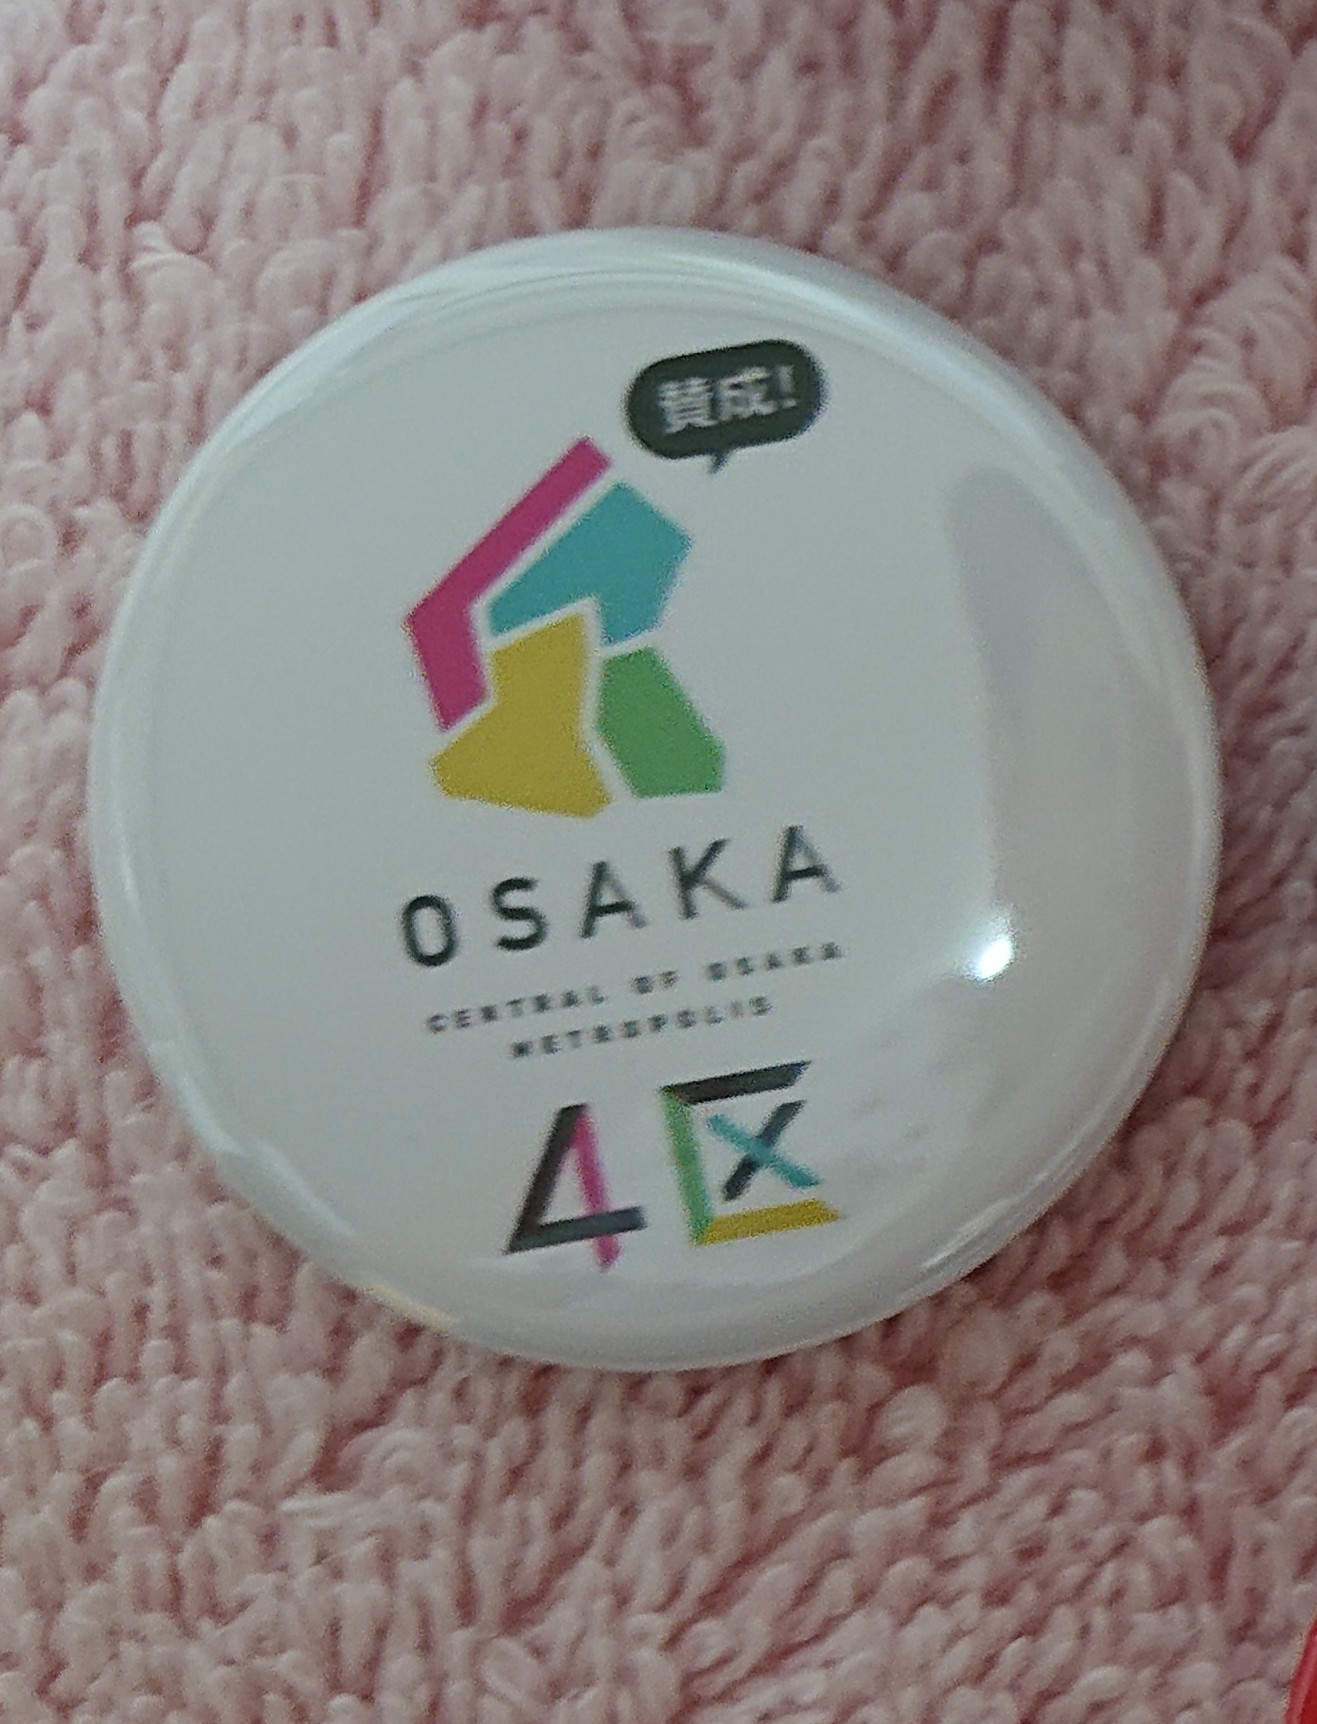 賛成!
OSAKA
CENTRAL OF OSAKA
METROPOLIS
4区